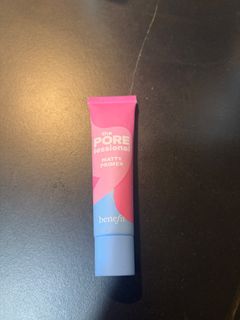 the
PORE
fessional
MATTE
PRIMER
benefit